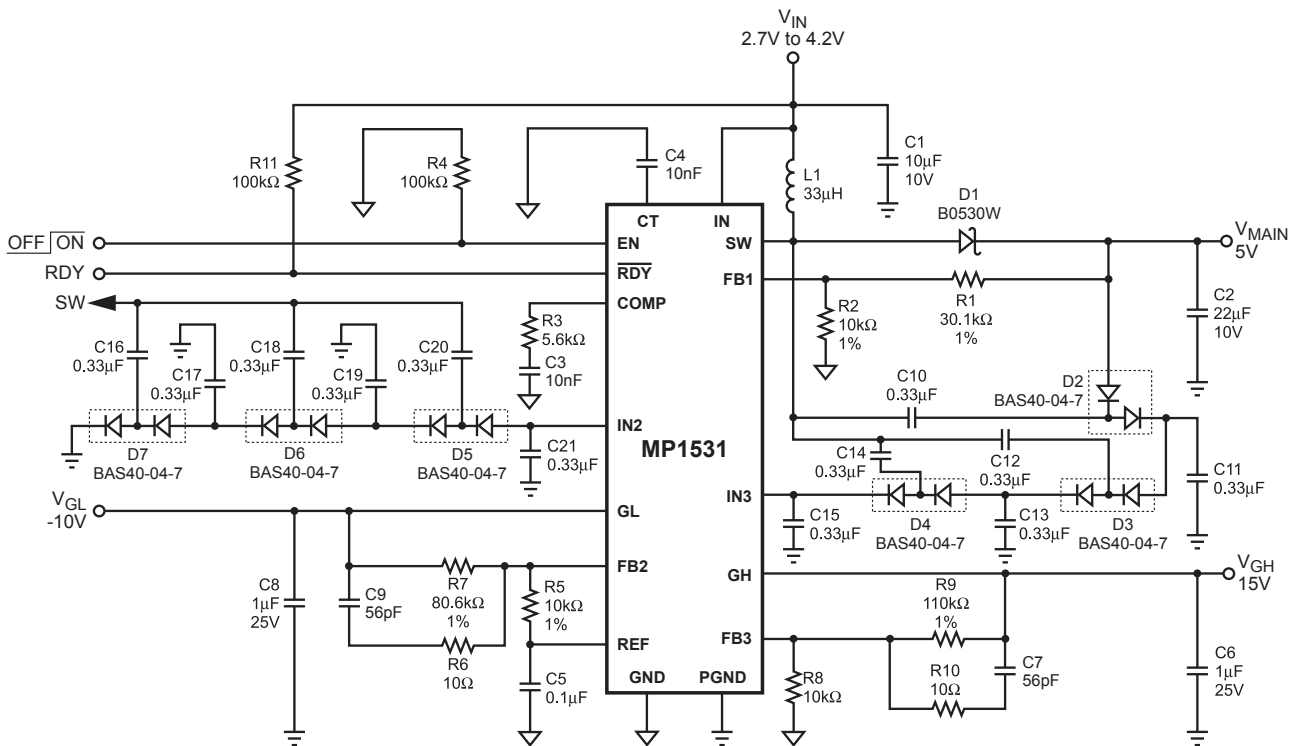 VIN
2.7V to 4.2V
C4
10nF
C1
10µF
10V
R11
100kΩ
R4
100kΩ
L1
33µH
D1
B0530W
CT
IN
OFF ON
EN
SW
VMAIN
5V
RDY
RDY
FB1
SW
COMP
R2
10kΩ
1%
R1
30.1kΩ
1%
C2
22µF
10V
R3
5.6kΩ
C3
10nF
C16
0.33µF
C17
0.33µF
C18
0.33µF
C19
0.33µF
C20
0.33µF
C10
0.33µF
D2
BAS40-04-7
IN2
MP1531
D7
BAS40-04-7
D6
BAS40-04-7
D5
BAS40-04-7
C21
0.33µF
C14
0.33µF
C12
0.33µF
C11
0.33µF
IN3
C15
0.33µF
D4
BAS40-04-7
C13
0.33µF
D3
BAS40-04-7
VGL
-10V
GL
FB2
GH
VGH
15V
C8
1µF
25V
C9
56pF
R7
80.6kΩ
1%
R5
10kΩ
1%
R6
10Ω
REF
C5
0.1µF
GND
PGND
FB3
R9
110kΩ
1%
R8
10kΩ
R10
10Ω
C7
56pF
C6
1µF
25V